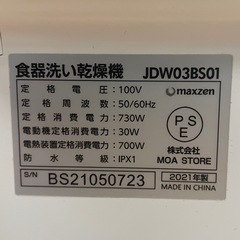 食器洗い乾燥機 JDW03BS01
定格電圧：100V
maxzen
定格周波数：50/60Hz
定格消費電力：730W
PSE
電動機定格消費電力：30W
電熱装置定格消費電力：700W
防水等級：IPX1
株式会社
MOA STORE
S/N BS21050723
2021年製
MADE IN CHINA